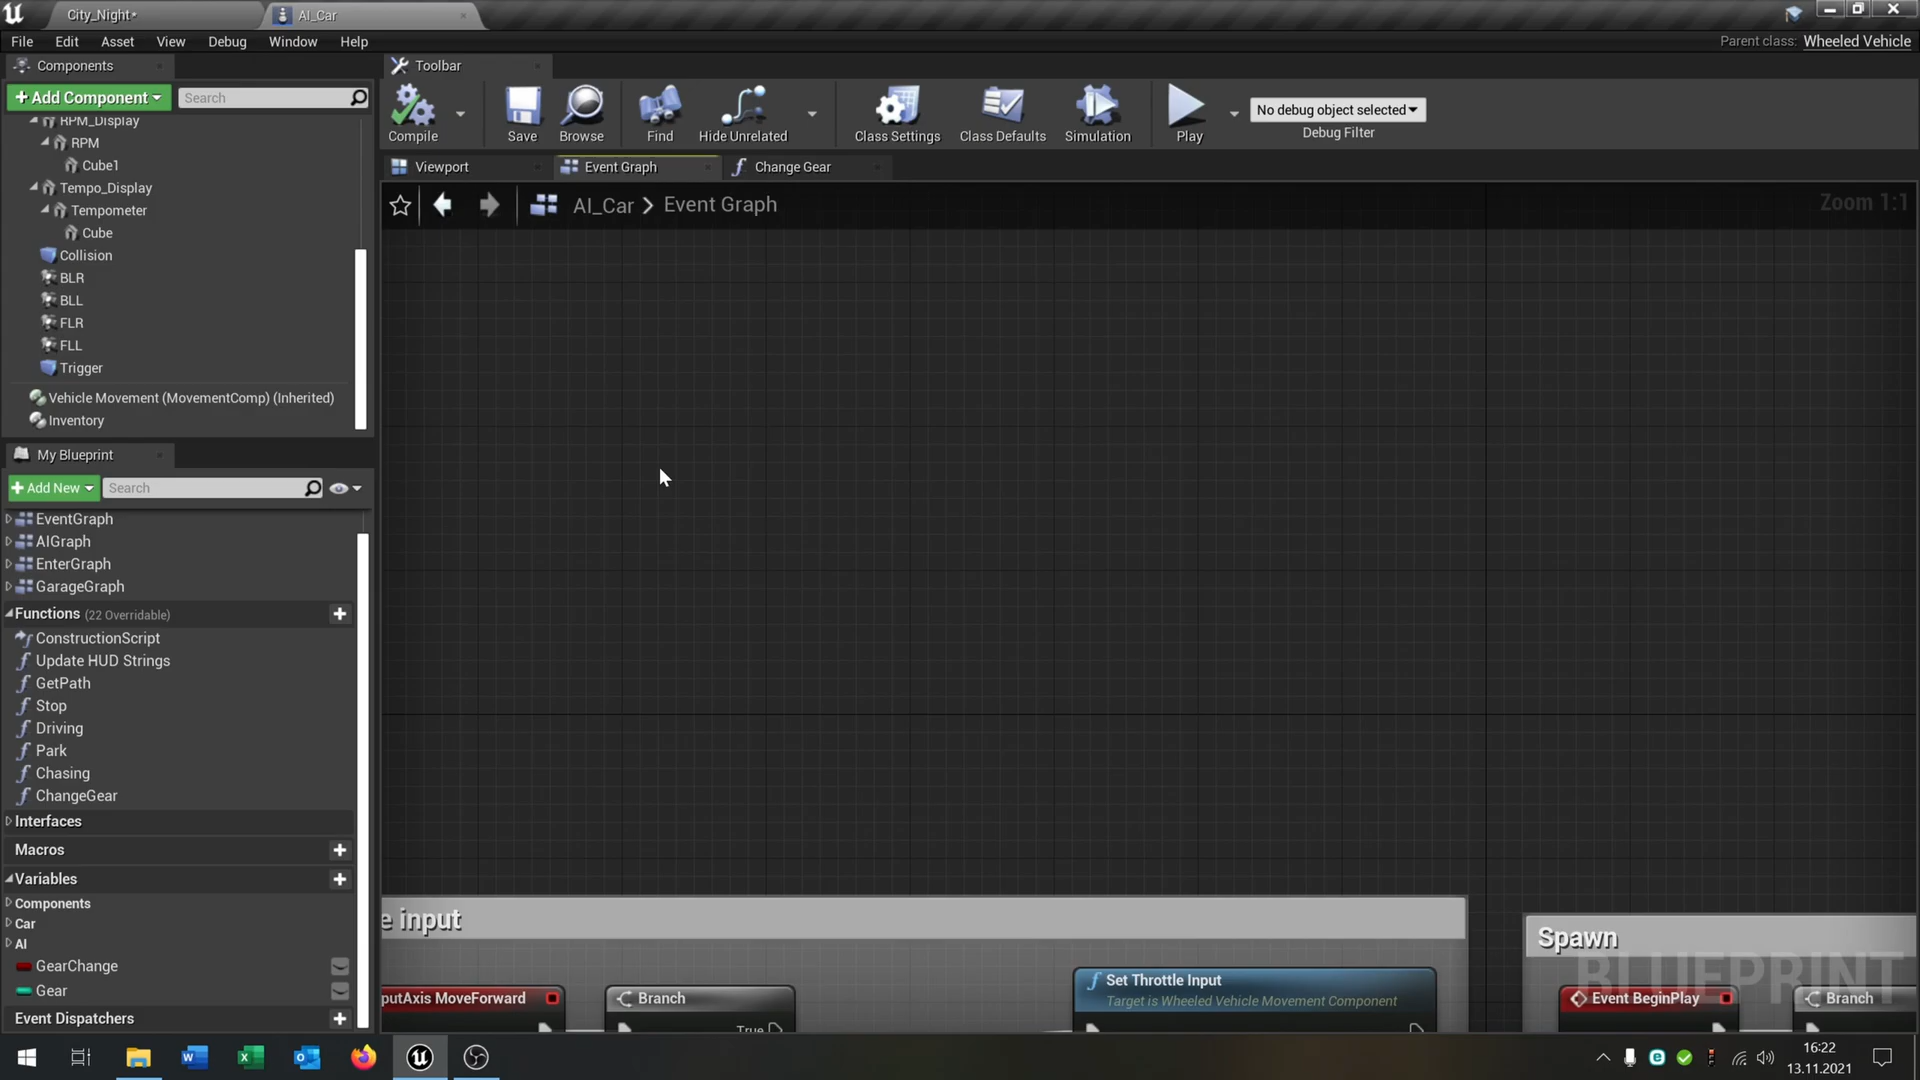 City_Night*
AI_Car
File
Edit
Asset
View
Debug
Window
Help
Parent class: Wheeled Vehicle
Components
Toolbar
Add Component
Search
Compile
Save
Browse
Find
Hide Unrelated
Class Settings
Class Defaults
Simulation
Play
No debug object selected
Debug Filter
RPM_Display
RPM
Cube1
Tempo_Display
Tempometer
Cube
Collision
BLR
BLL
FLR
FLL
Trigger
Vehicle Movement (MovementComp) (Inherited)
Inventory
Viewport
Event Graph
Change Gear
AI_Car > Event Graph
Zoom 1:1
My Blueprint
Add New
Search
EventGraph
AIGraph
EnterGraph
GarageGraph
Functions (22 Overridable)
ConstructionScript
Update HUD Strings
GetPath
Stop
Driving
Park
Chasing
ChangeGear
Interfaces
Macros
Variables
Components
Car
AI
GearChange
Gear
Event Dispatchers
e input
putAxis MoveForward
Branch
True
Set Throttle Input
Target is Wheeled Vehicle Movement Component
Spawn
BLUEPRINT
Event BeginPlay
Branch
16:22
13.11.2021